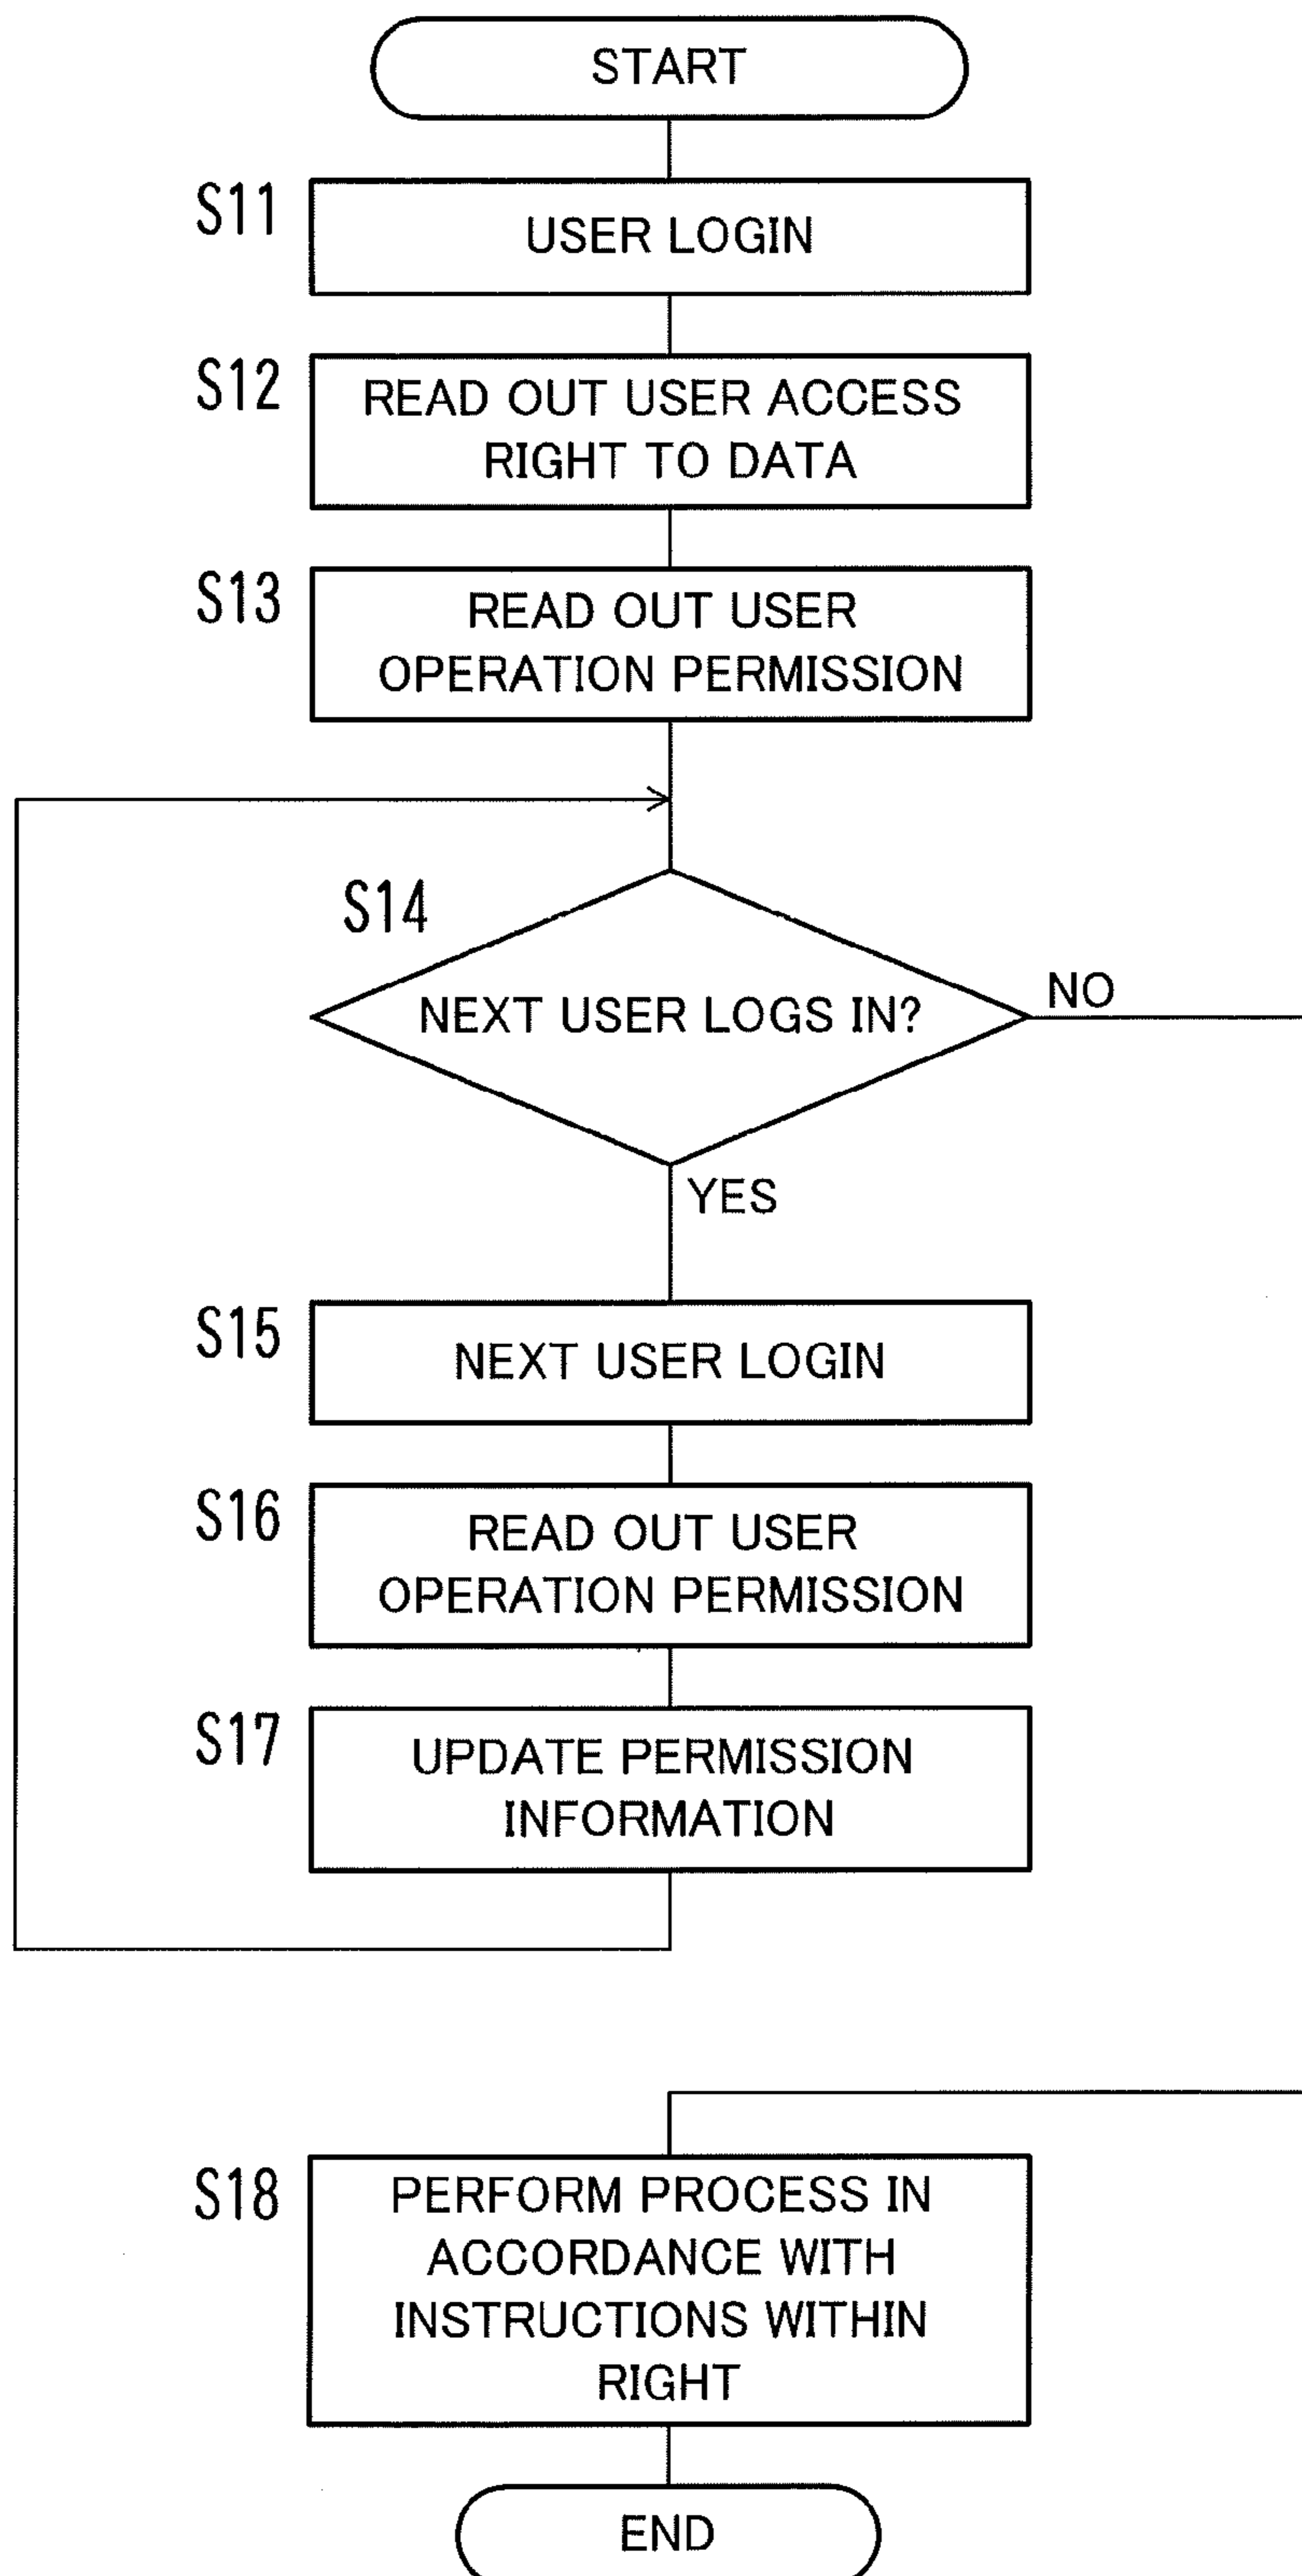 START
S11
USER LOGIN
S12
READ OUT USER ACCESS
RIGHT TO DATA
S13
READ OUT USER
OPERATION PERMISSION
S14
NEXT USER LOGS IN?
NO
YES
S15
NEXT USER LOGIN
S16
READ OUT USER
OPERATION PERMISSION
S17
UPDATE PERMISSION
INFORMATION
S18
PERFORM PROCESS IN
ACCORDANCE WITH
INSTRUCTIONS WITHIN
RIGHT
END